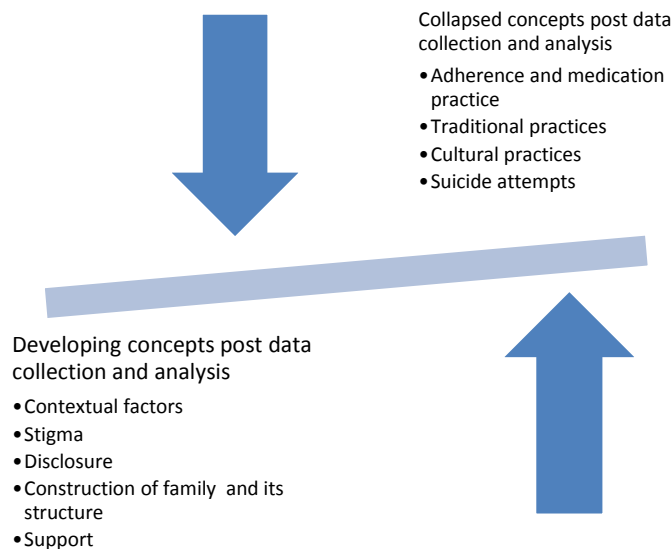 Collapsed concepts post data
collection and analysis
•Adherence and medication
practice
•Traditional practices
•Cultural practices
•Suicide attempts
Developing concepts post data
collection and analysis
•Contextual factors
•Stigma
•Disclosure
•Construction of family and its
structure
•Support